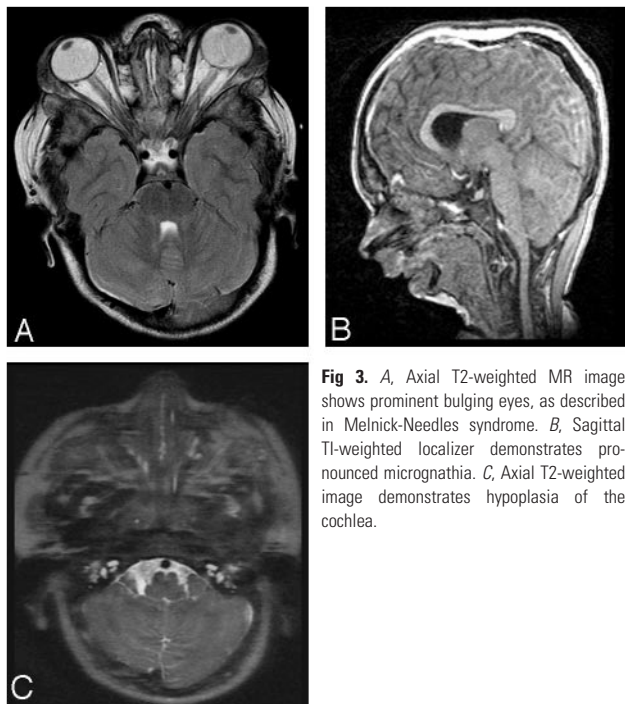 A
B
C
Fig 3. A, Axial T2-weighted MR image
shows prominent bulging eyes, as described
in Melnick-Needles syndrome. B, Sagittal
TI-weighted localizer demonstrates pro-
nounced micrognathia. C, Axial T2-weighted
image demonstrates hypoplasia of the
cochlea.